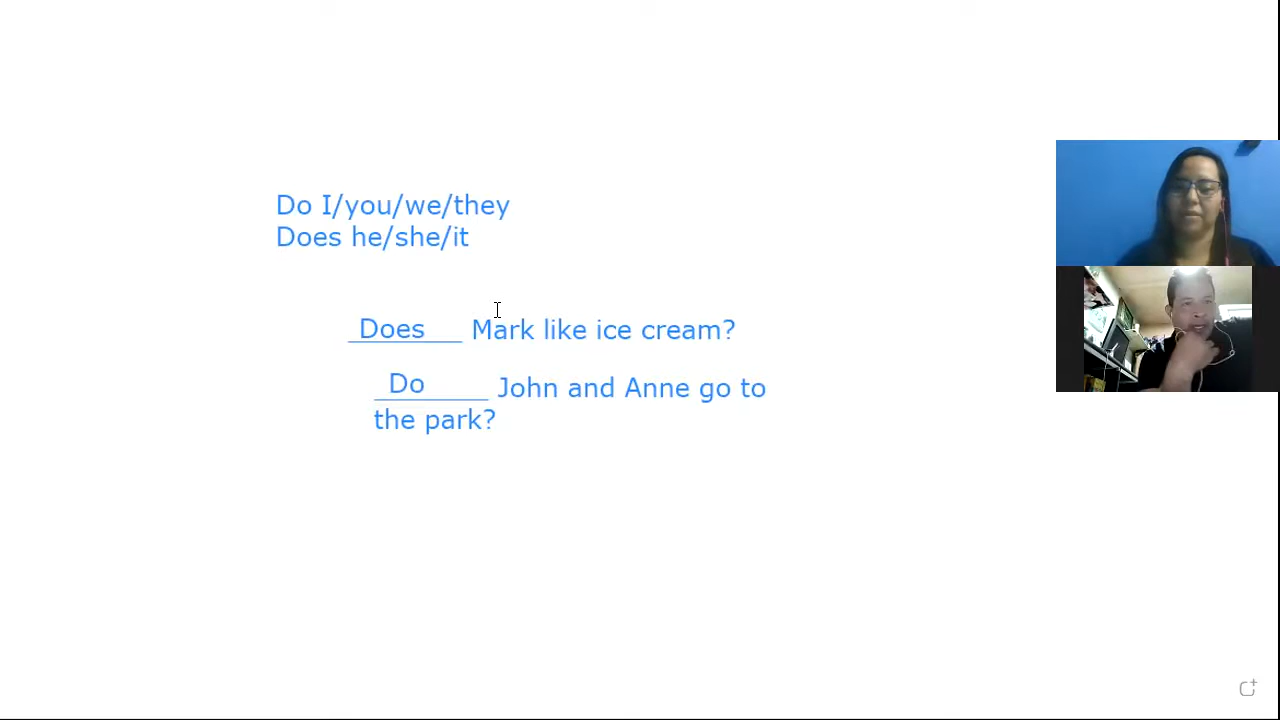 Do I/you/we/they
Does he/she/it
Does Mark like ice cream?
Do John and Anne go to
the park?